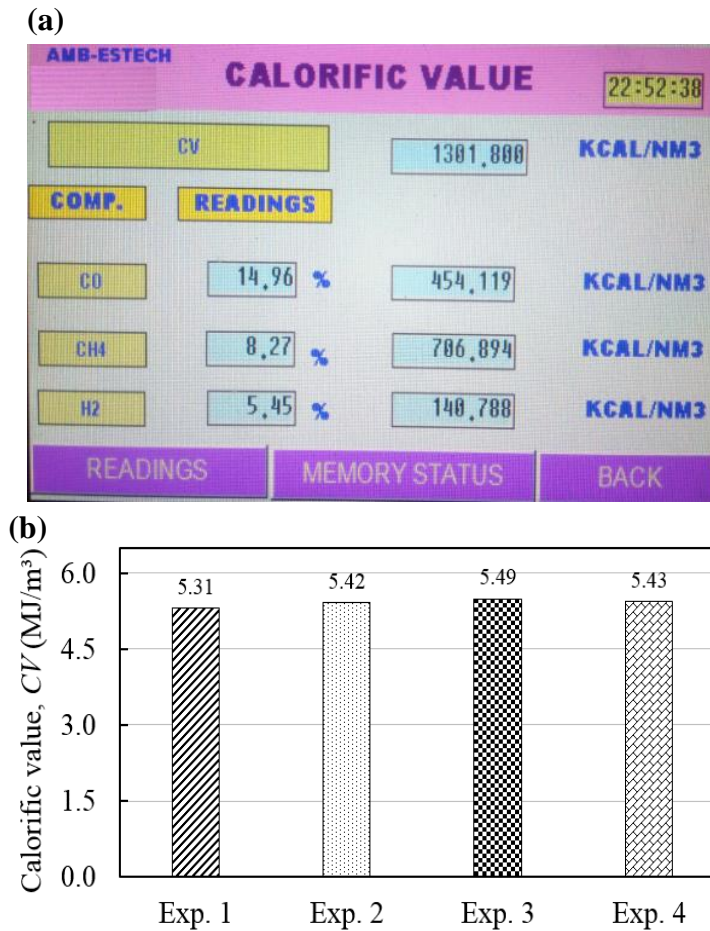 (a)
AMB-ESTECH
CALORIFIC VALUE
22:52:38
CV 1301,800 KCAL/NM3
COMP. READINGS
CO 14,96 % 454,119 KCAL/NM3
CH4 8,27 % 706,894 KCAL/NM3
H2 5,45 % 140,788 KCAL/NM3
READINGS MEMORY STATUS BACK
(b)
Calorific value, CV (MJ/m³)
6.0
4.5
3.0
1.5
0.0
5.31 5.42 5.49 5.43
Exp. 1 Exp. 2 Exp. 3 Exp. 4